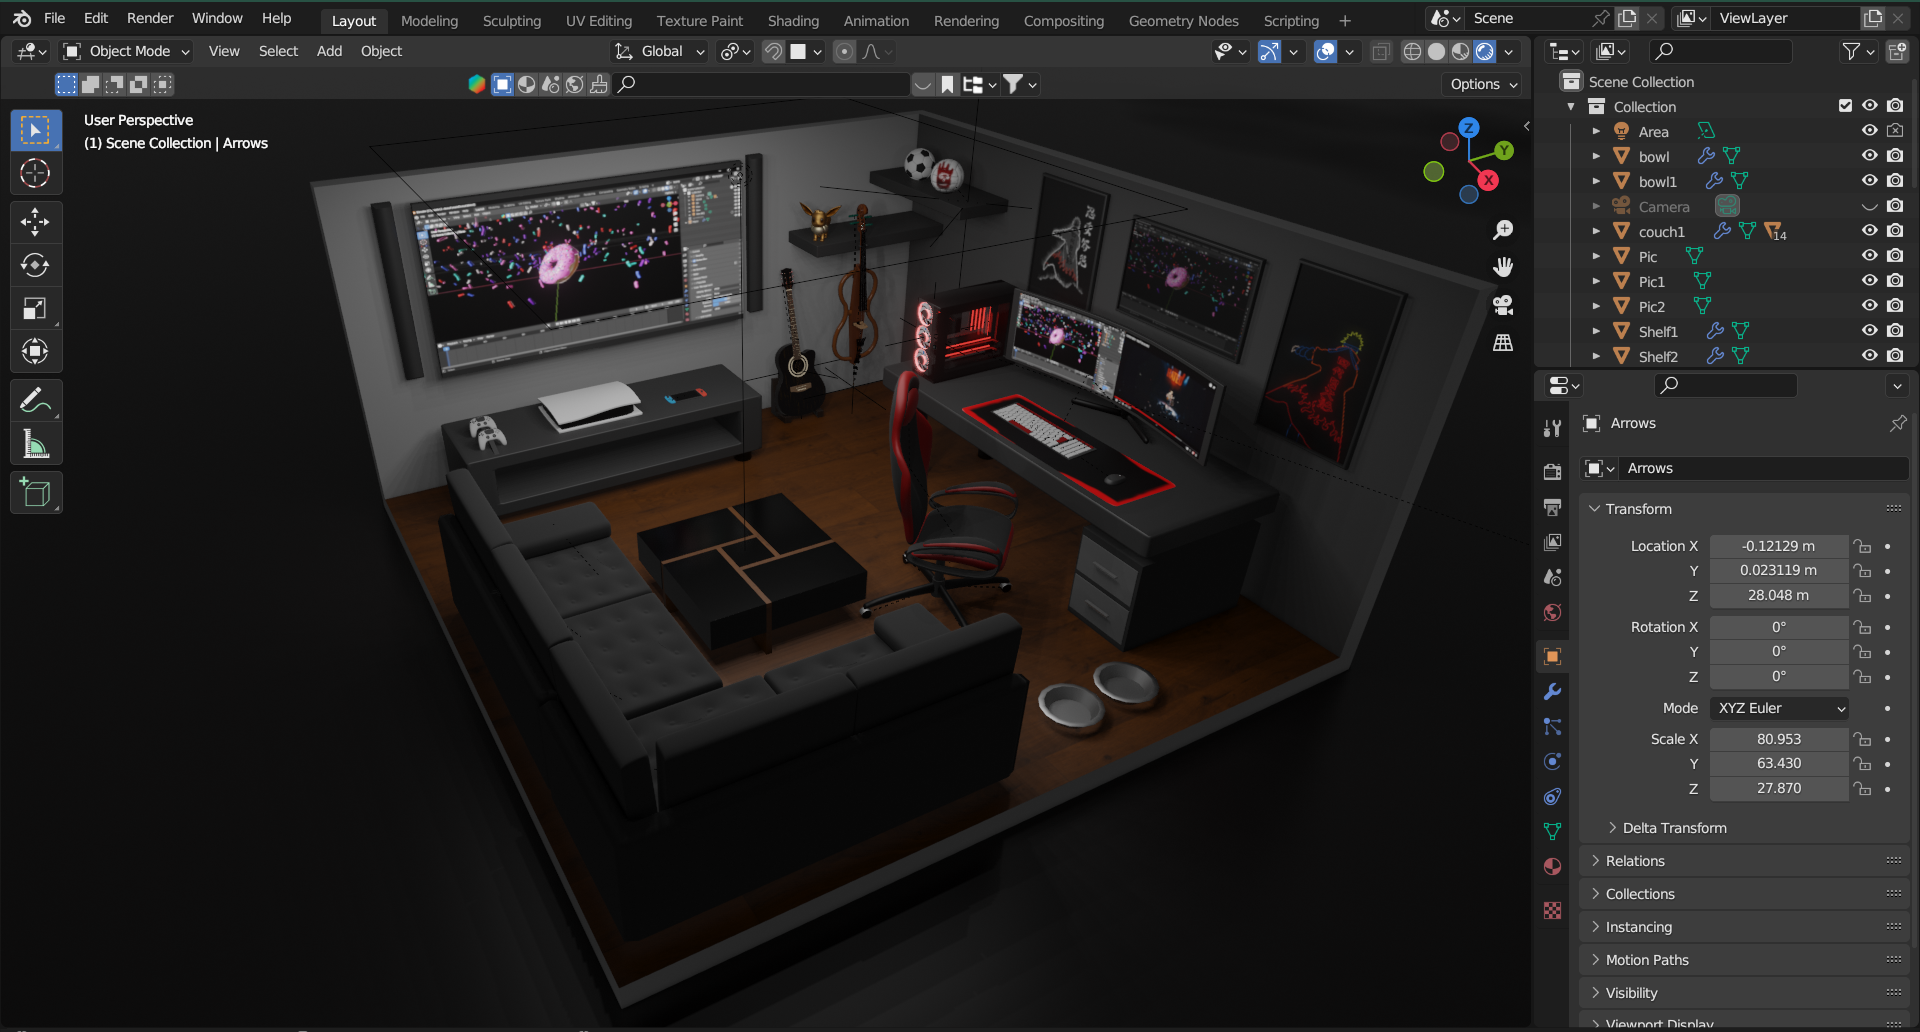 File Edit Render Window Help
Layout Modeling Sculpting UV Editing Texture Paint Shading Animation Rendering Compositing Geometry Nodes Scripting +
Scene
ViewLayer
Object Mode View Select Add Object
Global
Options
User Perspective
(1) Scene Collection | Arrows
Z
Y
X
Scene Collection
Collection
Area
bowl
bowl1
Camera
couch1
14
Pic
Pic1
Pic2
Shelf1
Shelf2
Arrows
Arrows
Transform
Location X -0.12129 m
Y 0.023119 m
Z 28.048 m
Rotation X 0°
Y 0°
Z 0°
Mode XYZ Euler
Scale X 80.953
Y 63.430
Z 27.870
Delta Transform
Relations
Collections
Instancing
Motion Paths
Visibility
Viewport Display